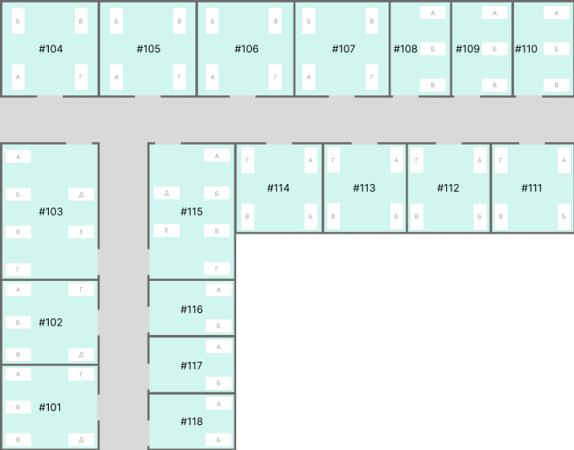 Б В Б В Б В Б В А А А
#104 #105 #106 #107 #108 Б #109 Б #110 Б
А Г А Г А Г А Г В В В
А А Г А Г А Г А Г А
Б Д Д Б #114 #113 #112 #111
#103 #115
В Е Е В В Б В Б В Б В Б
Г Г
А Г А
Б #102 #116
В Д Б
А Г #117 А
Б #101 Б
В Д #118 А
Б